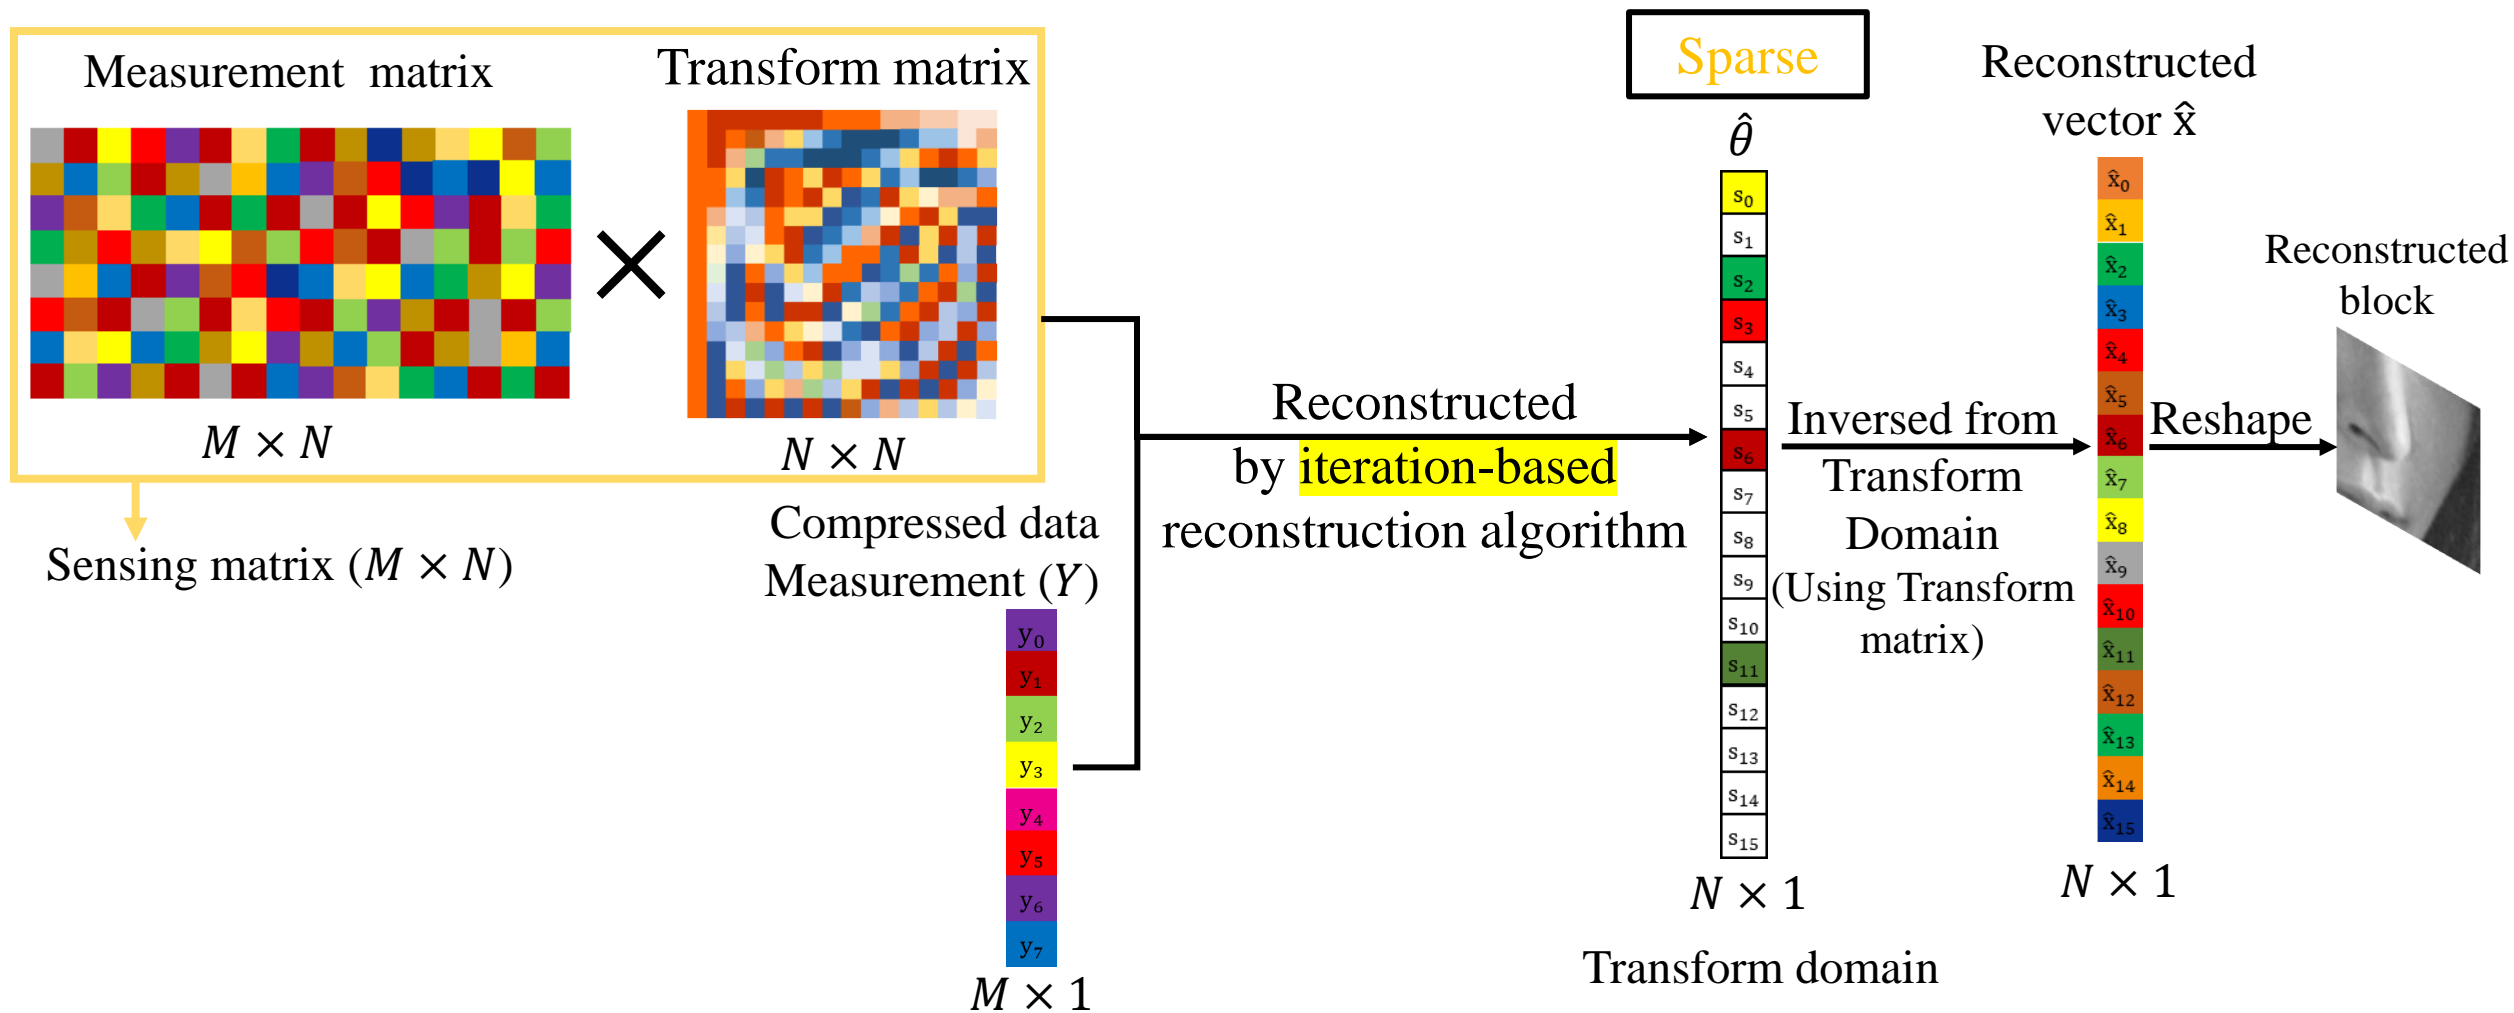 Measurement matrix
Transform matrix
M × N
N × N
Sensing matrix (M × N)
Compressed data
Measurement (Y)
y₀
y₁
y₂
y₃
y₄
y₅
y₆
y₇
M × 1
Reconstructed
by iteration-based
reconstruction algorithm
Sparse
θ̂
s₀
s₁
s₂
s₃
s₄
s₅
s₆
s₇
s₈
s₉
s₁₀
s₁₁
s₁₂
s₁₃
s₁₄
s₁₅
N × 1
Transform domain
Inversed from
Transform
Domain
(Using Transform
matrix)
Reconstructed
vector x̂
x̂₀
x̂₁
x̂₂
x̂₃
x̂₄
x̂₅
x̂₆
x̂₇
x̂₈
x̂₉
x̂₁₀
x̂₁₁
x̂₁₂
x̂₁₃
x̂₁₄
x̂₁₅
N × 1
Reshape
Reconstructed
block